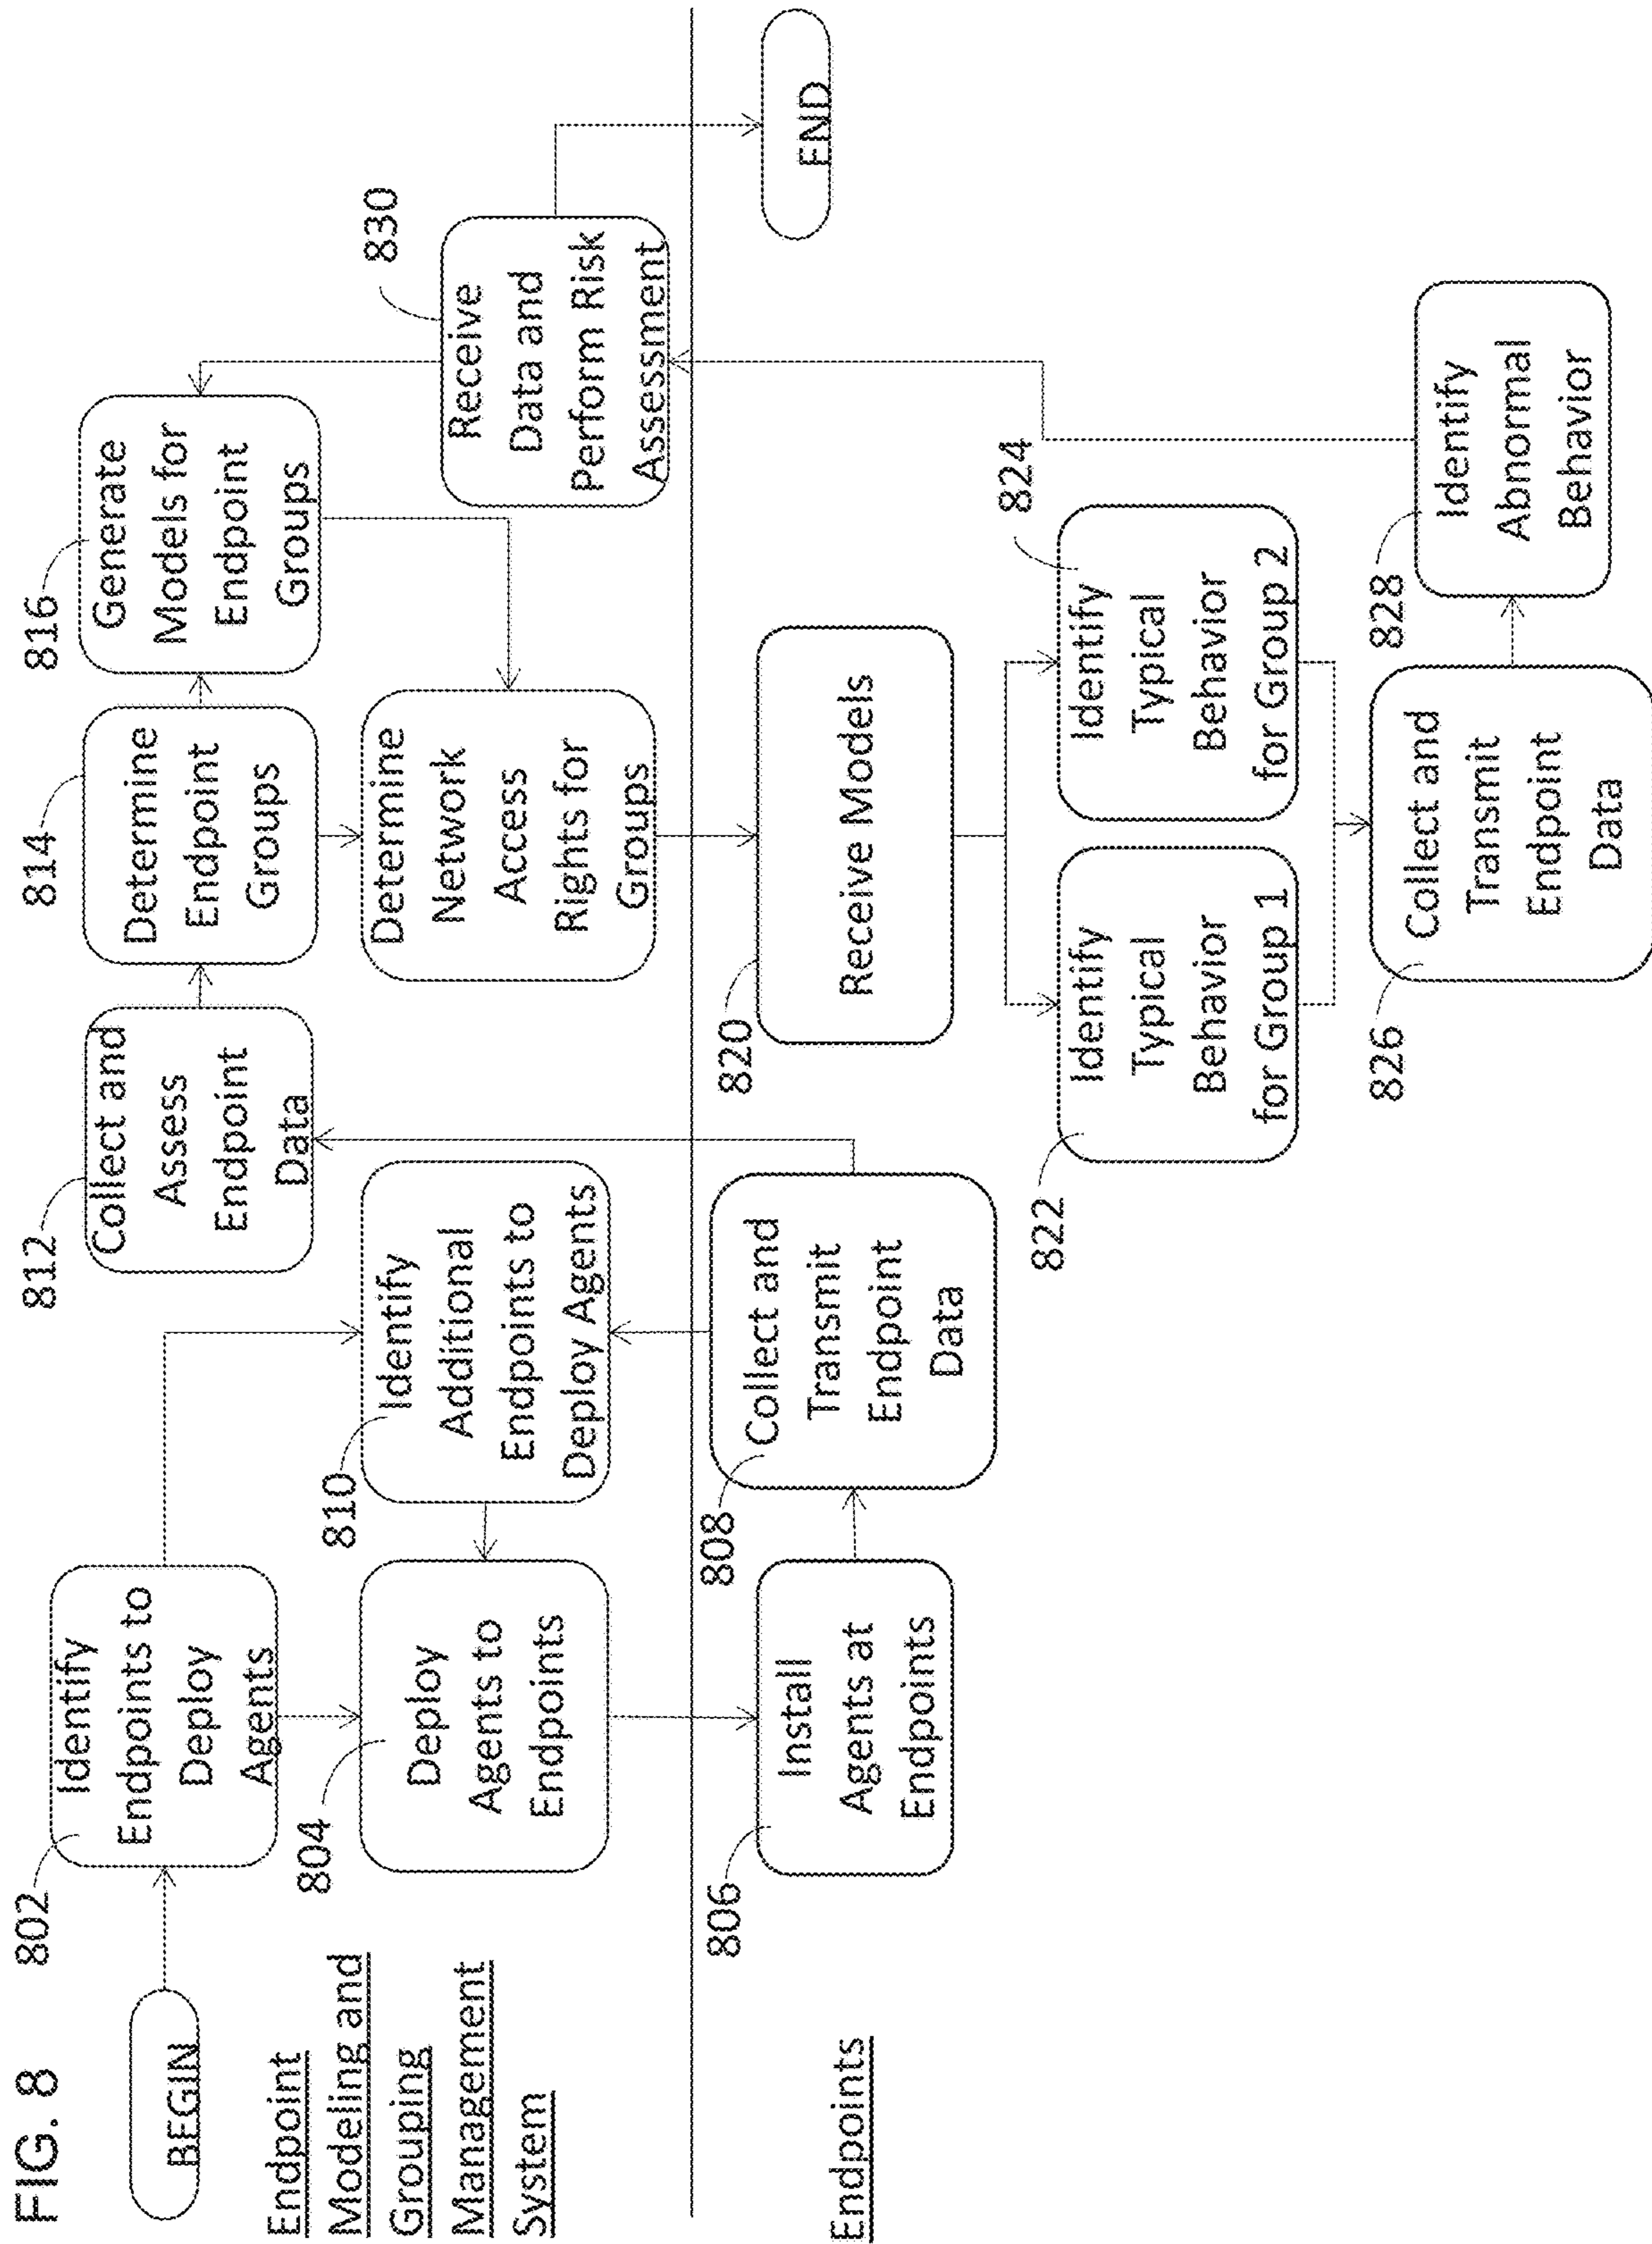 FIG. 8
BEGIN
802
Identify
Endpoints to
Deploy
Agents
812
Collect and
Assess
Endpoint
Data
814
Determine
Endpoint
Groups
816
Generate
Models for
Endpoint
Groups
Endpoint
Modeling and
Grouping
Management
System
804
Deploy
Agents to
Endpoints
810
Identify
Additional
Endpoints to
Deploy Agents
Determine
Network
Access
Rights for
Groups
830
Receive
Data and
Perform Risk
Assessment
Endpoints
806
Install
Agents at
Endpoints
808
Collect and
Transmit
Endpoint
Data
820
Receive Models
END
822
Identify
Typical
Behavior
for Group 1
824
Identify
Typical
Behavior
for Group 2
826
Collect and
Transmit
Endpoint
Data
828
Identify
Abnormal
Behavior